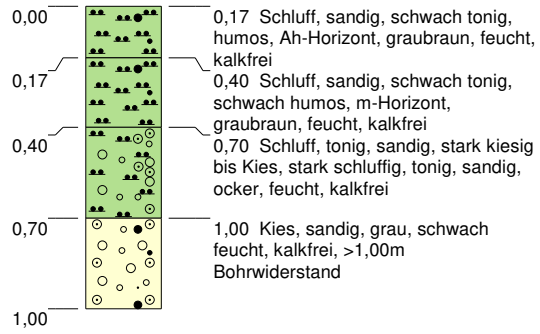 0,00
0,17 Schluff, sandig, schwach tonig,
humos, Ah-Horizont, graubraun, feucht,
kalkfrei
0,17
0,40 Schluff, sandig, schwach tonig,
schwach humos, m-Horizont,
graubraun, feucht, kalkfrei
0,40
0,70 Schluff, tonig, sandig, stark kiesig
bis Kies, stark schluffig, tonig, sandig,
ocker, feucht, kalkfrei
0,70
1,00 Kies, sandig, grau, schwach
feucht, kalkfrei, >1,00m
Bohrwiderstand
1,00